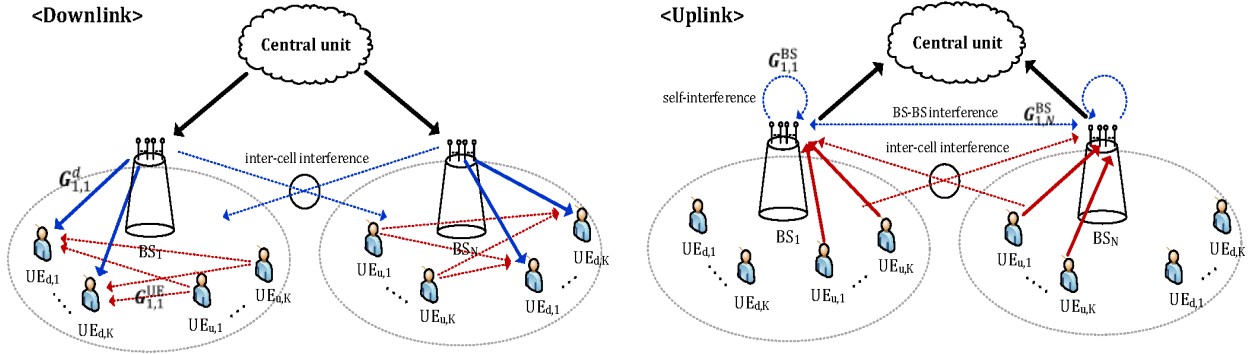 <Downlink>
Central unit
inter-cell interference
G^d_{1,1}
BS_1
BS_N
UE_{d,1}
UE_{d,K}
G^{UE}_{1,1}
UE_{u,1}
UE_{u,K}
UE_{u,1}
UE_{u,K}
UE_{d,1}
UE_{d,K}
<Uplink>
Central unit
G^{BS}_{1,1}
self-interference
BS-BS interference
G^{BS}_{1,N}
inter-cell interference
BS_1
BS_N
UE_{d,1}
UE_{d,K}
UE_{u,1}
UE_{u,K}
UE_{u,1}
UE_{u,K}
UE_{d,1}
UE_{d,K}